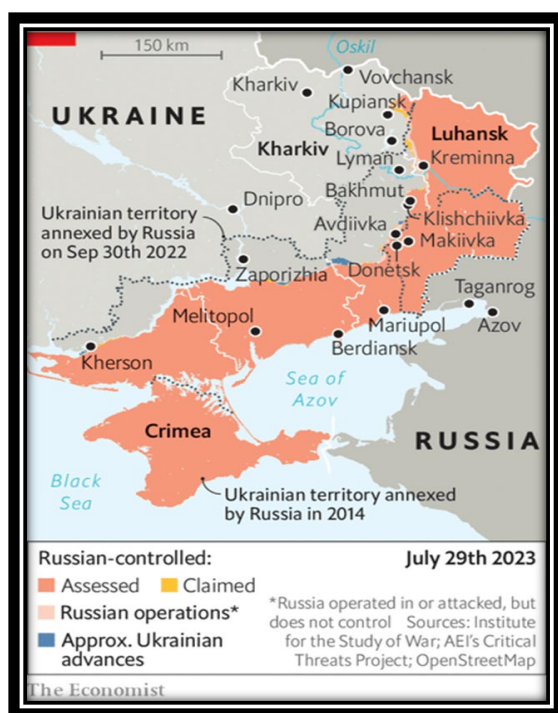 150 km
Oskil
Kharkiv
Vovchansk
UKRAINE
Kupiansk
Borova
Luhansk
Kharkiv
Lyman
Kreminna
Bakhmut
Dnipro
Ukrainian territory
annexed by Russia
on Sep 30th 2022
Klishchiivka
Avdiivka
Makiivka
Zaporizhia
Donetsk
Taganrog
Melitopol
Mariupol
Azov
Kherson
Berdiansk
Sea of
Azov
Crimea
RUSSIA
Black
Sea
Ukrainian territory annexed
by Russia in 2014
Russian-controlled:
July 29th 2023
Assessed
Claimed
Russian operations*
Approx. Ukrainian
advances
*Russia operated in or attacked, but
does not control Sources: Institute
for the Study of War; AEI's Critical
Threats Project; OpenStreetMap
The Economist